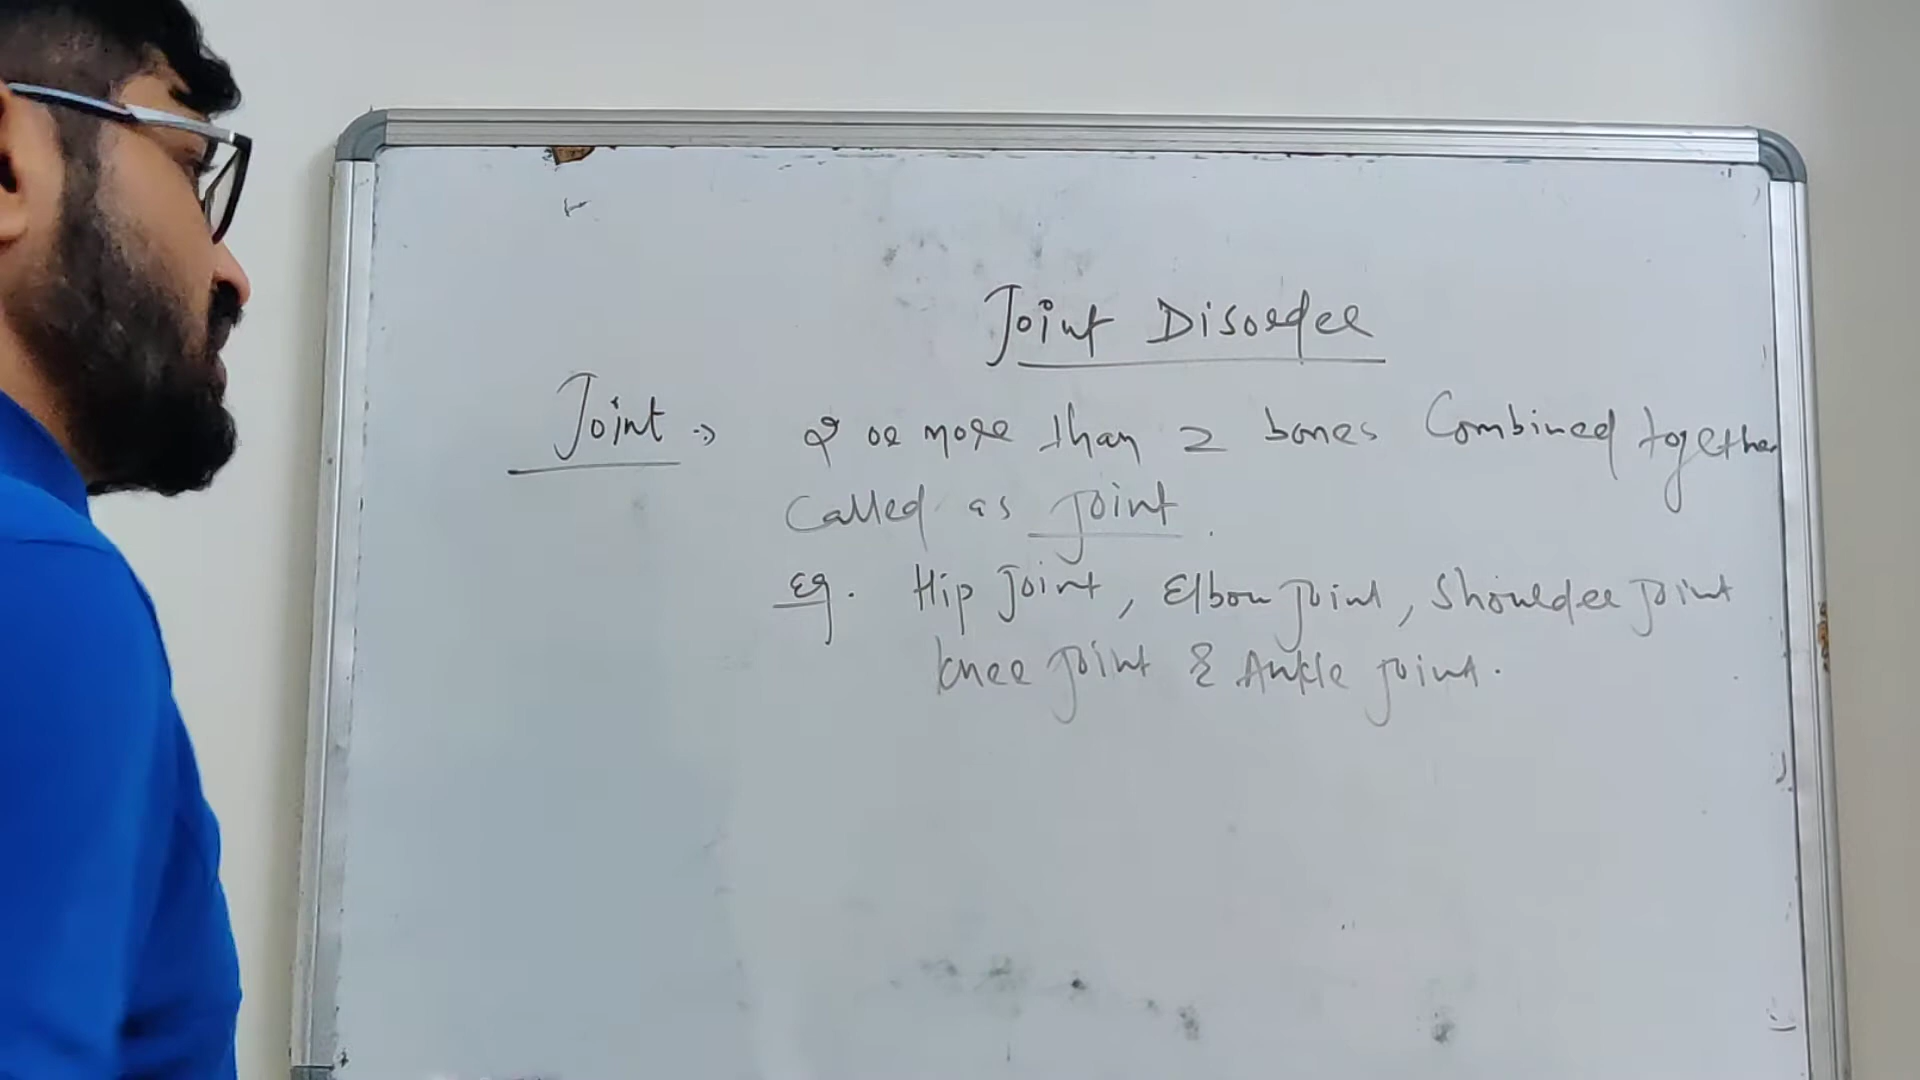 Joint Disorder
Joint → 2 or more than 2 bones Combined together
Called as joint.
Eg. Hip joint, Elbow joint, Shoulder joint
knee joint & Ankle joint.